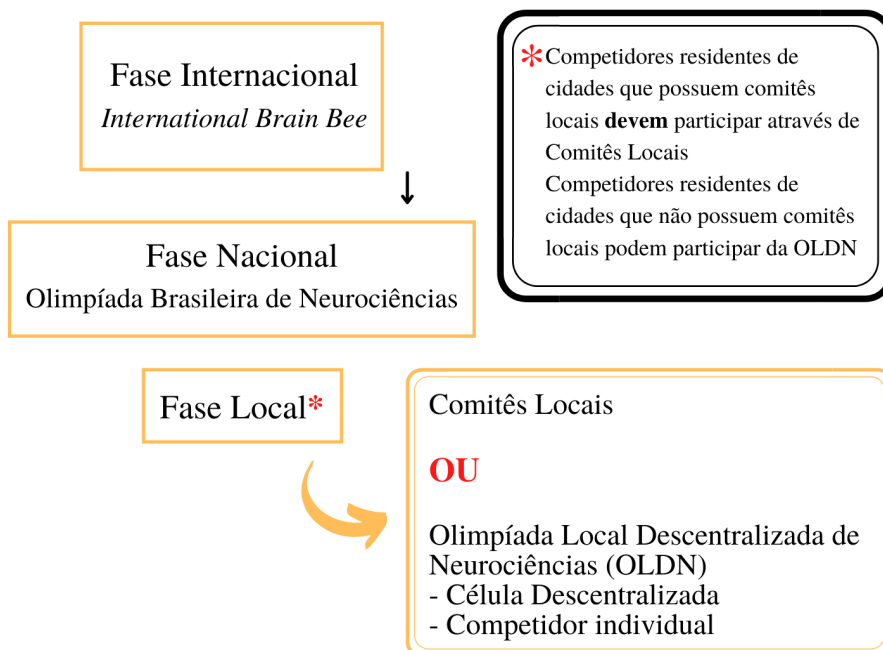 Fase Internacional
International Brain Bee
*Competidores residentes de
cidades que possuem comitês
locais devem participar através de
Comitês Locais
Competidores residentes de
cidades que não possuem comitês
locais podem participar da OLDN
Fase Nacional
Olimpíada Brasileira de Neurociências
Fase Local*
Comitês Locais
OU
Olimpíada Local Descentralizada de
Neurociências (OLDN)
- Célula Descentralizada
- Competidor individual